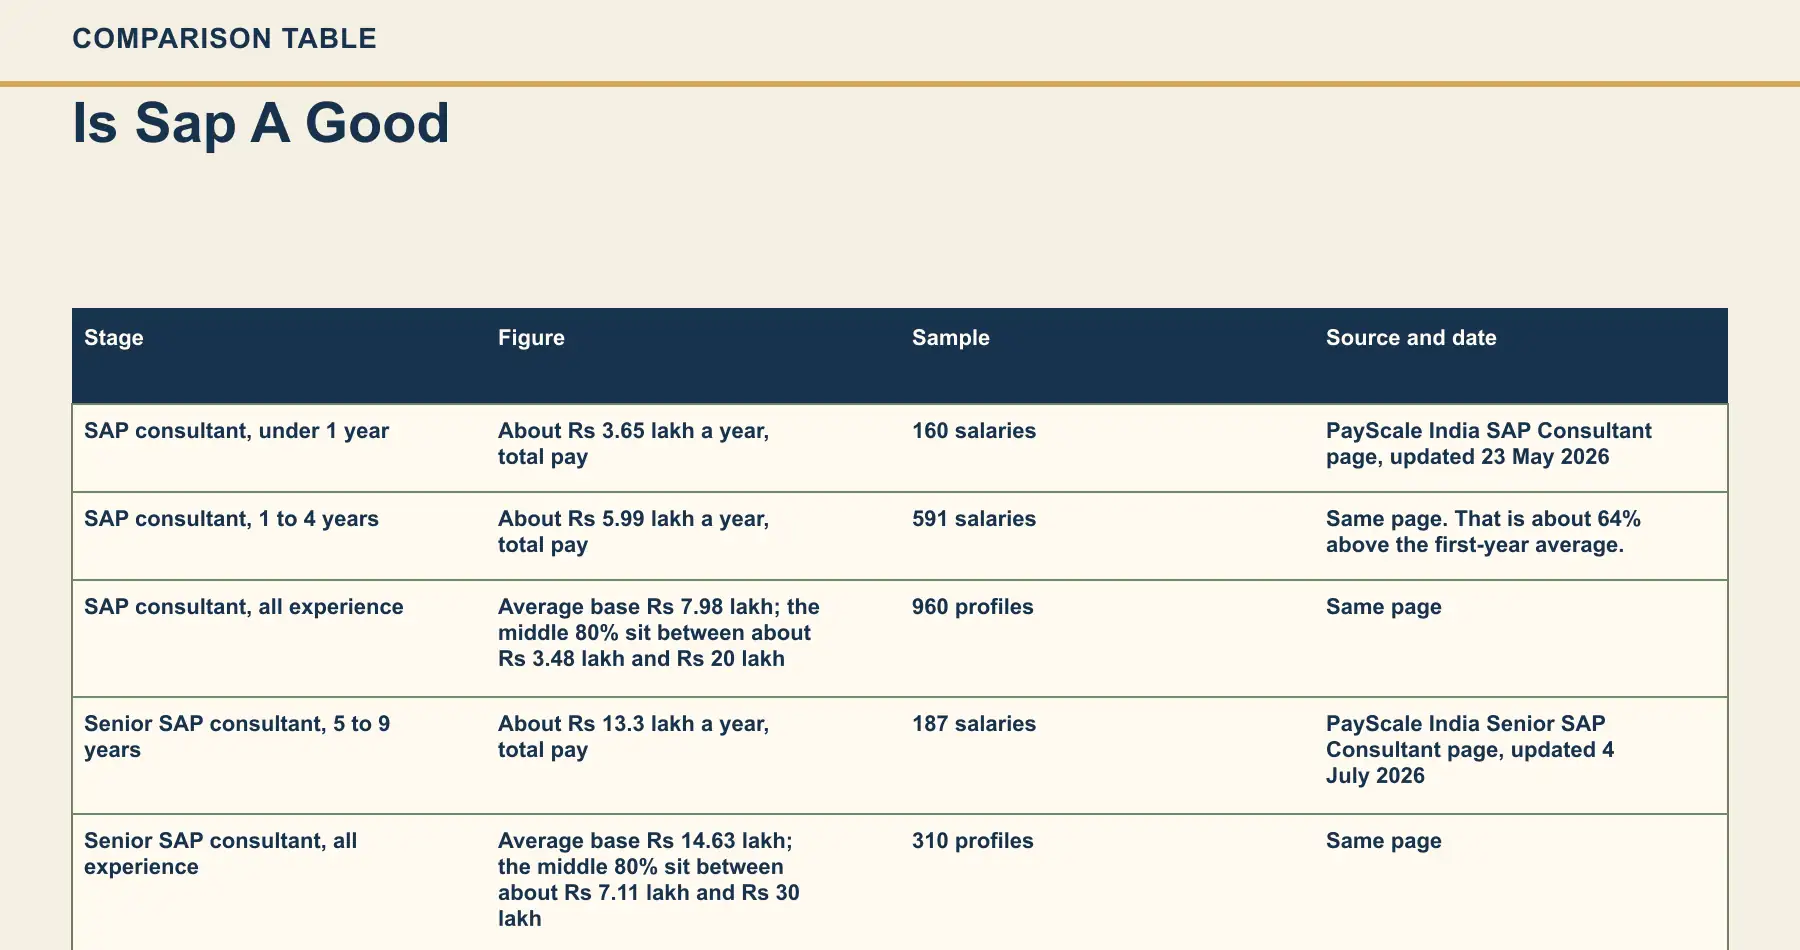 COMPARISON TABLE
Is Sap A Good
Stage
Figure
Sample
Source and date
SAP consultant, under 1 year
About Rs 3.65 lakh a year,
total pay
160 salaries
PayScale India SAP Consultant
page, updated 23 May 2026
SAP consultant, 1 to 4 years
About Rs 5.99 lakh a year,
total pay
591 salaries
Same page. That is about 64%
above the first-year average.
SAP consultant, all experience
Average base Rs 7.98 lakh; the
middle 80% sit between about
Rs 3.48 lakh and Rs 20 lakh
960 profiles
Same page
Senior SAP consultant, 5 to 9
years
About Rs 13.3 lakh a year,
total pay
187 salaries
PayScale India Senior SAP
Consultant page, updated 4
July 2026
Senior SAP consultant, all
experience
Average base Rs 14.63 lakh;
the middle 80% sit between
about Rs 7.11 lakh and Rs 30
lakh
310 profiles
Same page